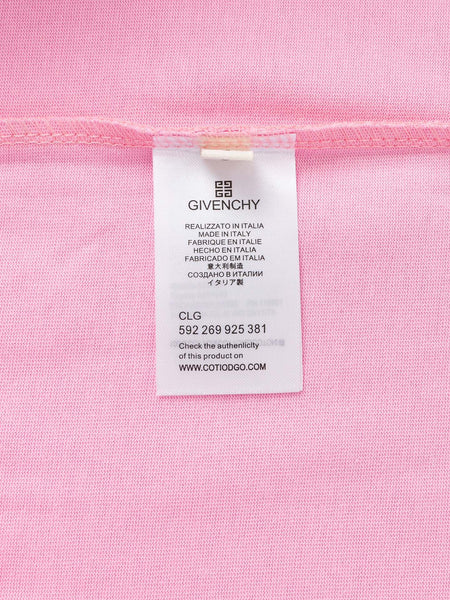 GIVENCHY
REALIZZATO IN ITALIA
MADE IN ITALY
FABRIQUE EN ITALIE
HECHO EN ITALIA
FABRICADO EM ITALIA
意大利制造
СОЗДАНО В ИТАЛИИ
イタリア製
CLG
592 269 925 381
Check the authenlicity
of this product on
WWW.COTIODGO.COM